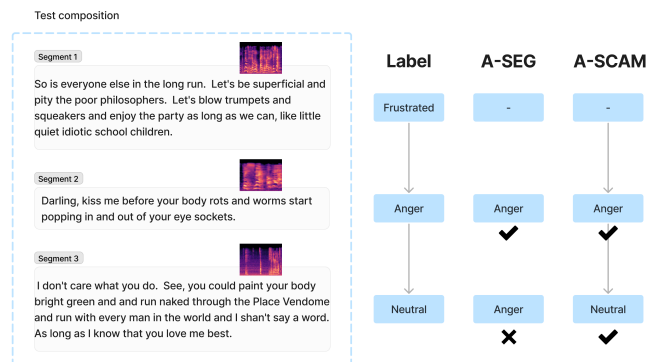 Test composition
Segment 1
So is everyone else in the long run. Let's be superficial and
pity the poor philosophers. Let's blow trumpets and
squeakers and enjoy the party as long as we can, like little
quiet idiotic school children.
Segment 2
Darling, kiss me before your body rots and worms start
popping in and out of your eye sockets.
Segment 3
I don't care what you do. See, you could paint your body
bright green and and run naked through the Place Vendome
and run with every man in the world and I shan't say a word.
As long as I know that you love me best.
Label A-SEG A-SCAM
Frustrated - -
Anger Anger Anger
Neutral Anger Neutral